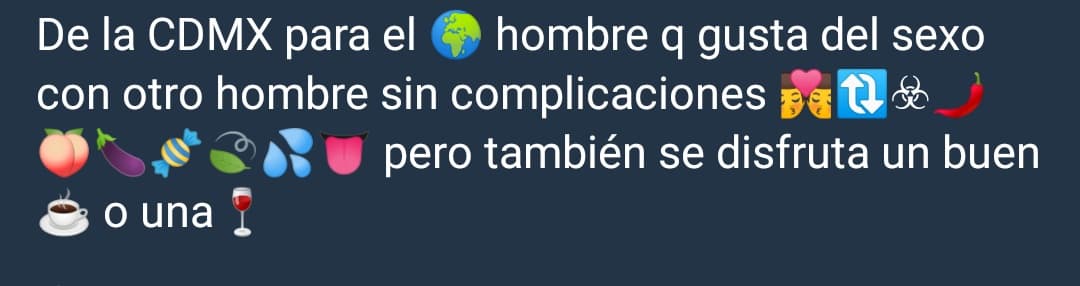 De la CDMX para el 🌍 hombre q gusta del sexo
con otro hombre sin complicaciones 💏🔃☣🌶
🍑🍆🍬🍃💦👅 pero también se disfruta un buen
☕ o una🍷